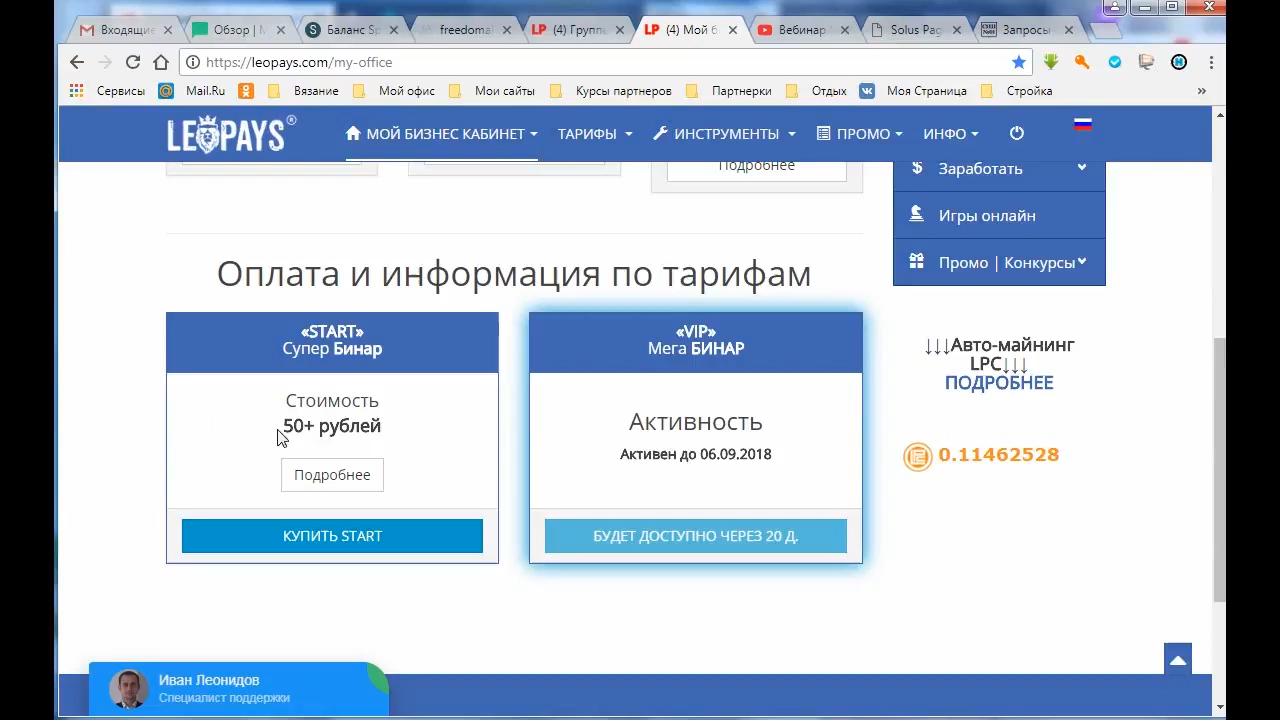 Входящие
Обзор | М
Баланс Sp
freedoma
(4) Группы
(4) Мой б
Вебинар
Solus Pag
Запросы
https://leopays.com/my-office
Сервисы
Mail.Ru
Вязание
Мой офис
Мои сайты
Курсы партнеров
Партнерки
Отдых
Моя Страница
Стройка
»
LEOPAYS®
МОЙ БИЗНЕС КАБИНЕТ
ТАРИФЫ
ИНСТРУМЕНТЫ
ПРОМО
ИНФО
Подробнее
Заработать
Игры онлайн
Промо | Конкурсы
Оплата и информация по тарифам
«START»
Супер Бинар
Стоимость
50+ рублей
Подробнее
КУПИТЬ START
«VIP»
Мега БИНАР
Активность
Активен до 06.09.2018
БУДЕТ ДОСТУПНО ЧЕРЕЗ 20 Д.
↓↓↓Авто-майнинг
LPC↓↓↓
ПОДРОБНЕЕ
0.11462528
Иван Леонидов
Специалист поддержки